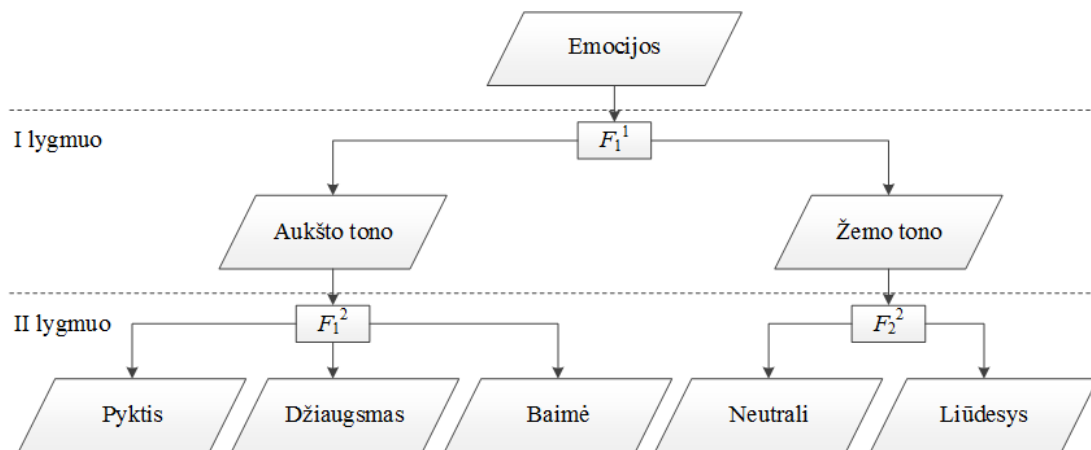 Emocijos
I lygmuo
F₁¹
Aukšto tono
Žemo tono
II lygmuo
F₁²
F₂²
Pyktis
Džiaugsmas
Baimė
Neutrali
Liūdesys